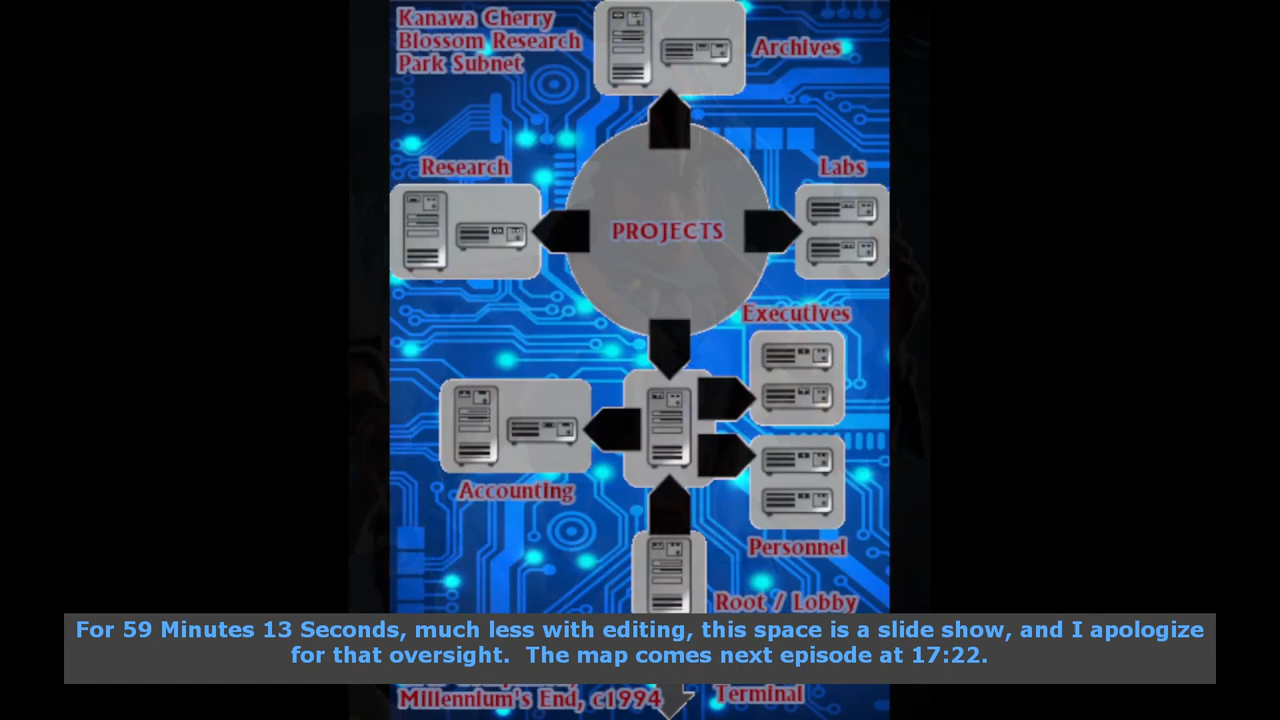 Kanawa Cherry
Blossom Research
Park Subnet
Archives
Research
Labs
PROJECTS
Executives
Accounting
Personnel
Root / Lobby
For 59 Minutes 13 Seconds, much less with editing, this space is a slide show, and I apologize
for that oversight. The map comes next episode at 17:22.
Millennium's End, c1994
Terminal